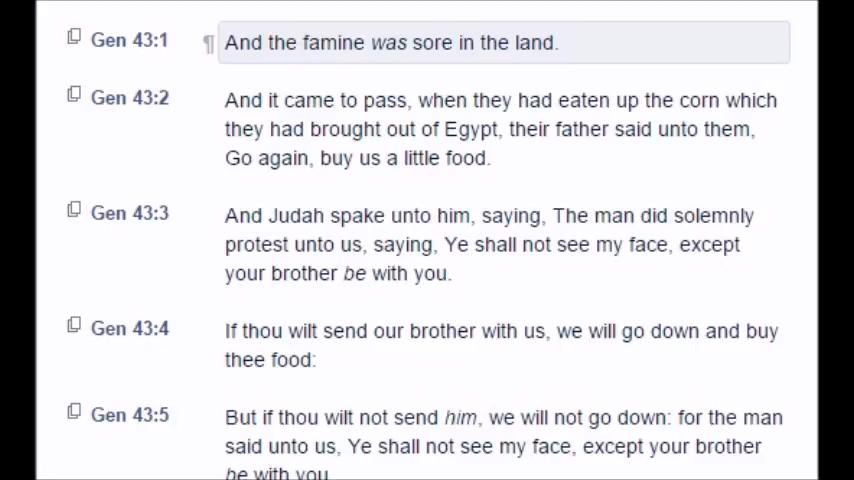 Gen 43:1 ¶ And the famine was sore in the land.
Gen 43:2 And it came to pass, when they had eaten up the corn which
they had brought out of Egypt, their father said unto them,
Go again, buy us a little food.
Gen 43:3 And Judah spake unto him, saying, The man did solemnly
protest unto us, saying, Ye shall not see my face, except
your brother be with you.
Gen 43:4 If thou wilt send our brother with us, we will go down and buy
thee food:
Gen 43:5 But if thou wilt not send him, we will not go down: for the man
said unto us, Ye shall not see my face, except your brother
be with you